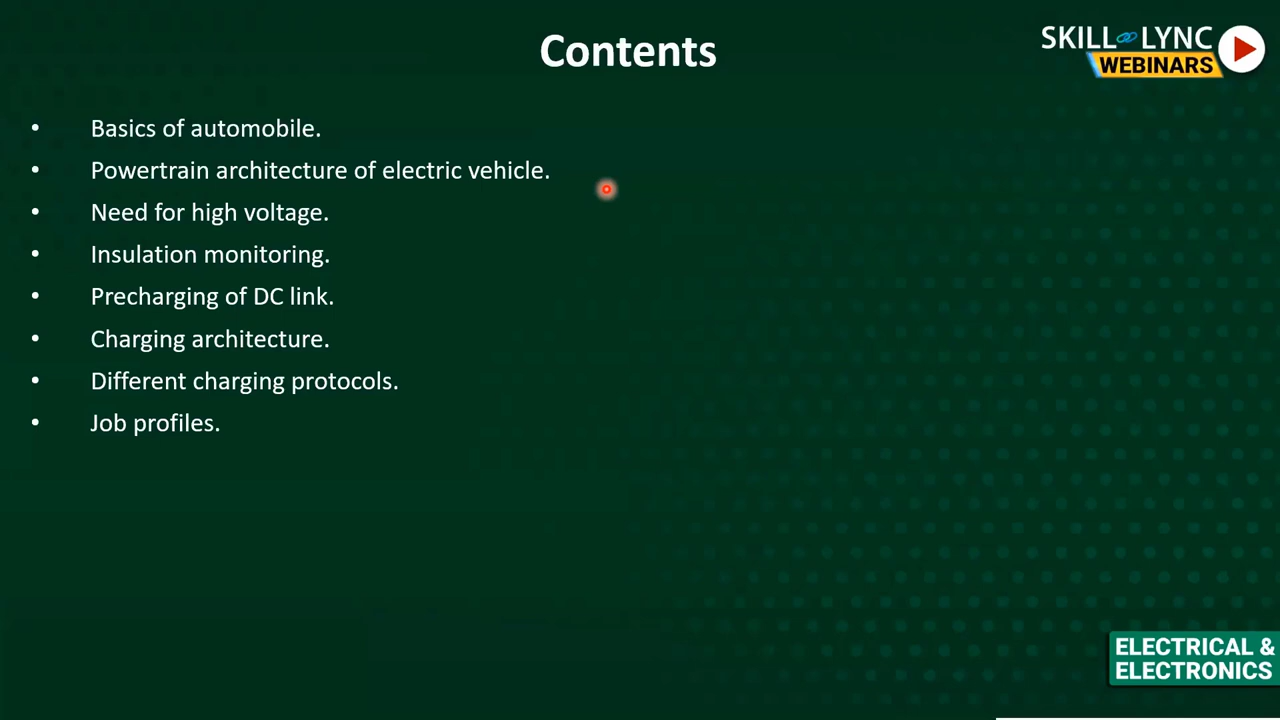 Contents
SKILL LYNC
WEBINARS
• Basics of automobile.
• Powertrain architecture of electric vehicle.
• Need for high voltage.
• Insulation monitoring.
• Precharging of DC link.
• Charging architecture.
• Different charging protocols.
• Job profiles.
ELECTRICAL &
ELECTRONICS